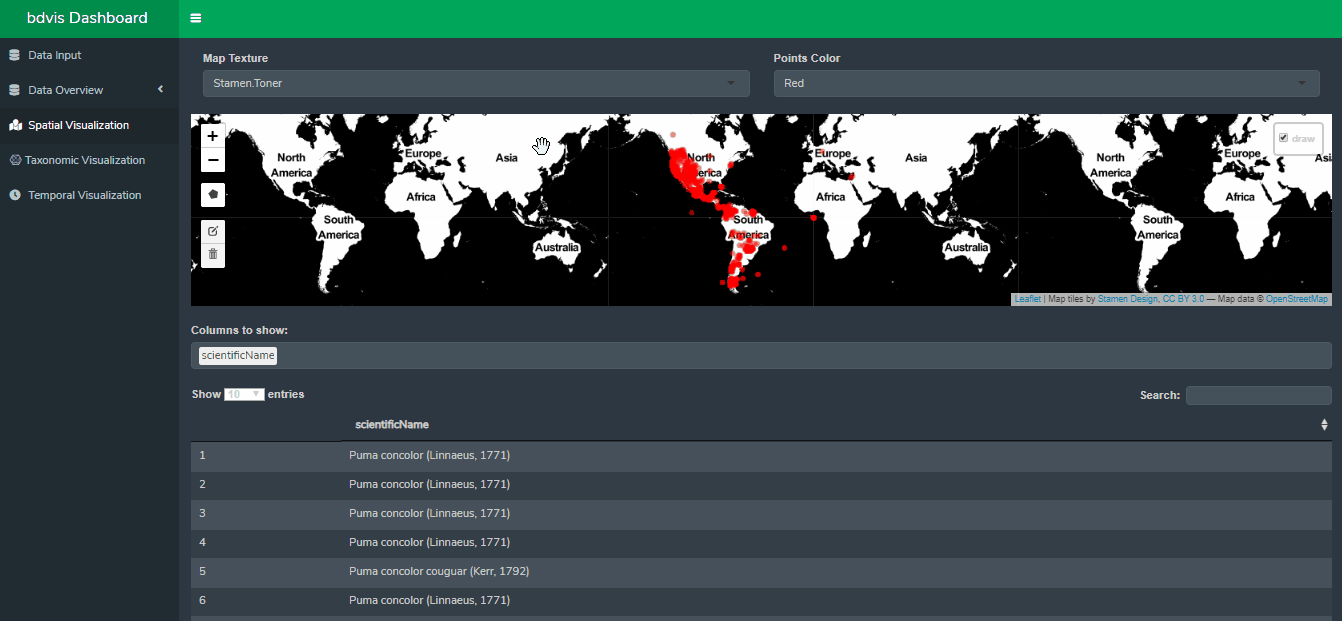 bdvis Dashboard
Data Input
Data Overview
Spatial Visualization
Taxonomic Visualization
Temporal Visualization
Map Texture
Points Color
Stamen.Toner
Red
+
−
North America
Europe
Asia
Africa
South America
Australia
North erica
Europe
Asia
Africa
South America
Australia
North America
Europe
Asi
Africa
South America
draw
Leaflet | Map tiles by Stamen Design, CC BY 3.0 — Map data © OpenStreetMap
Columns to show:
scientificName
Show 10 entries
Search:
scientificName
1 Puma concolor (Linnaeus, 1771)
2 Puma concolor (Linnaeus, 1771)
3 Puma concolor (Linnaeus, 1771)
4 Puma concolor (Linnaeus, 1771)
5 Puma concolor couguar (Kerr, 1792)
6 Puma concolor (Linnaeus, 1771)